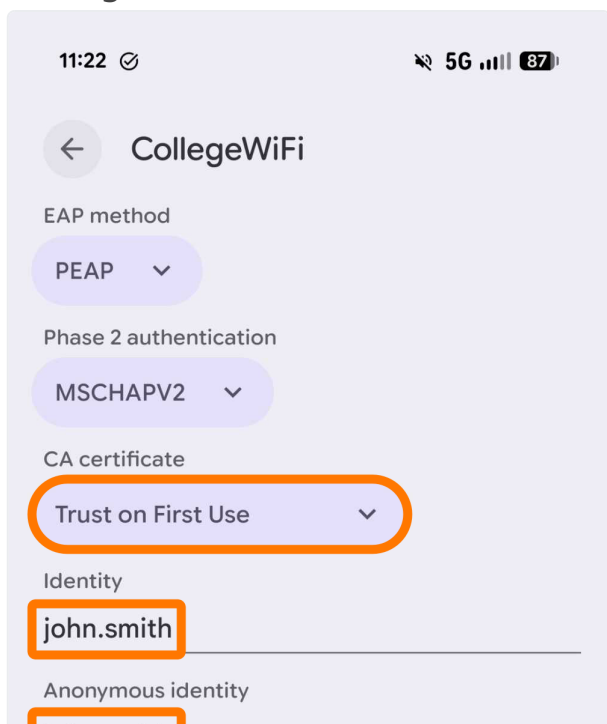 11:22 5G 87
CollegeWiFi
EAP method
PEAP
Phase 2 authentication
MSCHAPV2
CA certificate
Trust on First Use
Identity
john.smith
Anonymous identity